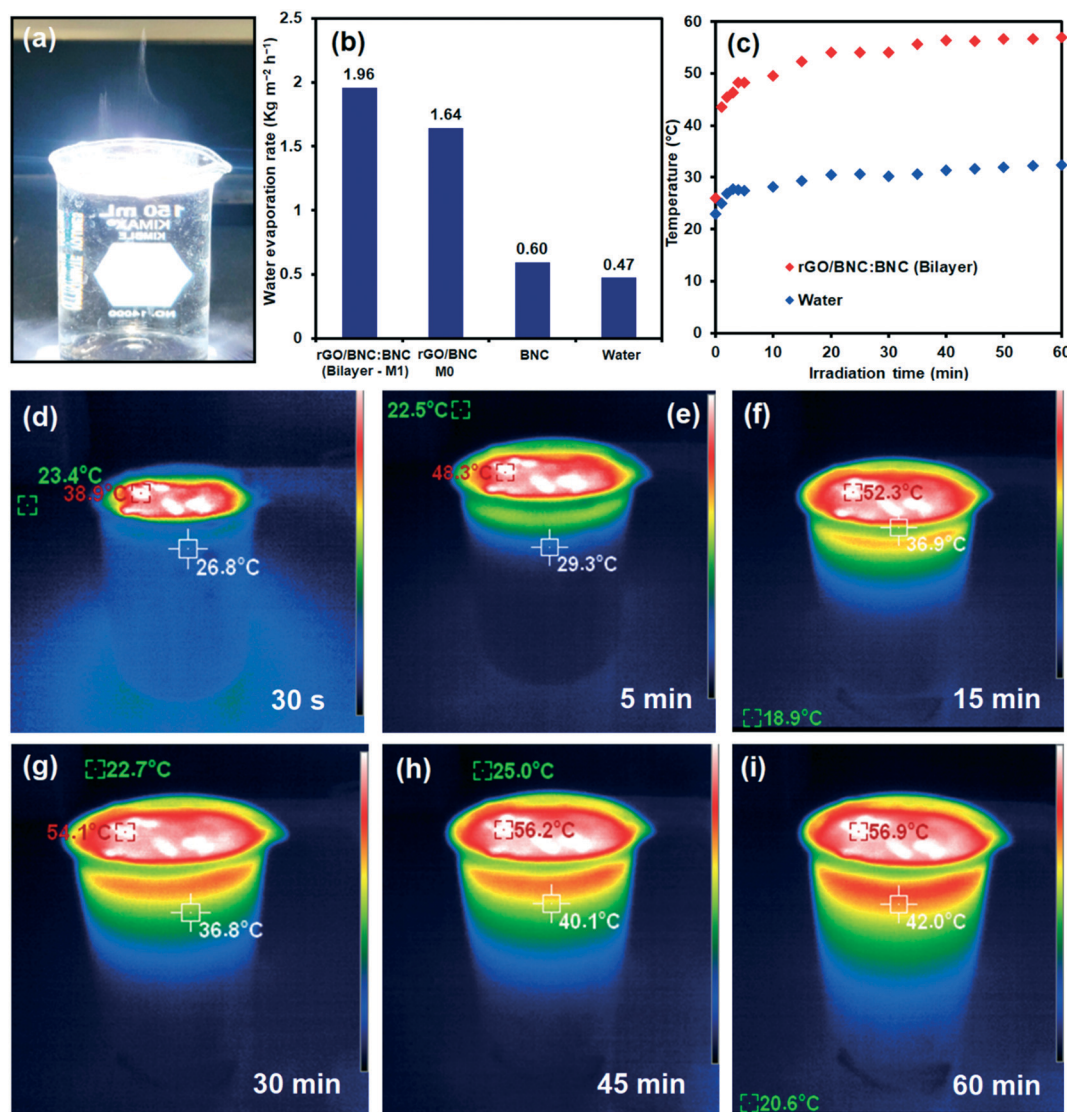 (a)
150 mL
KIMAX®
KIMBLE
NO. 14000
(b)
Water evaporation rate (Kg m⁻² h⁻¹)
2.5
2
1.5
1
0.5
0
1.96
1.64
0.60
0.47
rGO/BNC:BNC
(Bilayer - M1)
rGO/BNC
M0
BNC
Water
(c)
Temperature (°C)
60
50
40
30
20
10
0
rGO/BNC:BNC (Bilayer)
Water
0 10 20 30 40 50 60
Irradiation time (min)
(d)
23.4°C
38.9°C
26.8°C
30 s
22.5°C
(e)
48.3°C
29.3°C
5 min
(f)
52.3°C
36.9°C
18.9°C
15 min
(g)
22.7°C
54.1°C
36.8°C
30 min
(h)
25.0°C
56.2°C
40.1°C
45 min
(i)
56.9°C
42.0°C
20.6°C
60 min